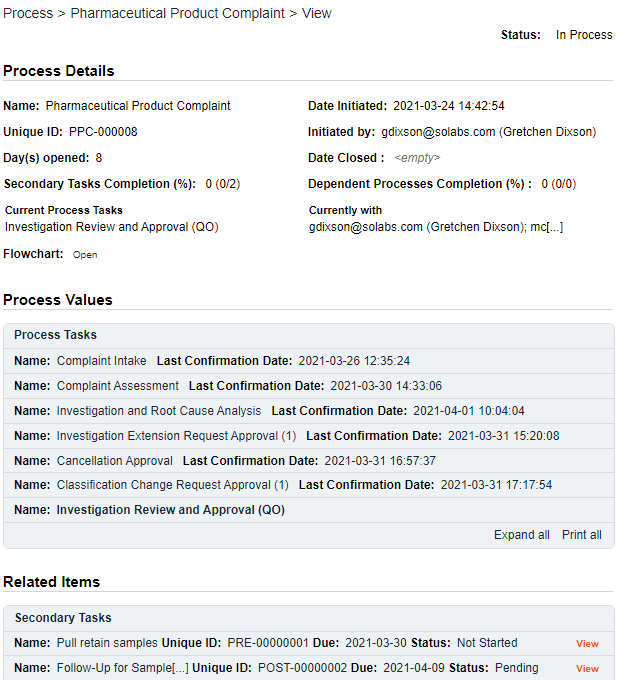 Process > Pharmaceutical Product Complaint > View
Status: In Process
Process Details
Name: Pharmaceutical Product Complaint Date Initiated: 2021-03-24 14:42:54
Unique ID: PPC-000008 Initiated by: gdixson@solabs.com (Gretchen Dixson)
Day(s) opened: 8 Date Closed : <empty>
Secondary Tasks Completion (%): 0 (0/2) Dependent Processes Completion (%) : 0 (0/0)
Current Process Tasks Currently with
Investigation Review and Approval (QO) gdixson@solabs.com (Gretchen Dixson); mc[...]
Flowchart: Open
Process Values
Process Tasks
Name: Complaint Intake Last Confirmation Date: 2021-03-26 12:35:24
Name: Complaint Assessment Last Confirmation Date: 2021-03-30 14:33:06
Name: Investigation and Root Cause Analysis Last Confirmation Date: 2021-04-01 10:04:04
Name: Investigation Extension Request Approval (1) Last Confirmation Date: 2021-03-31 15:20:08
Name: Cancellation Approval Last Confirmation Date: 2021-03-31 16:57:37
Name: Classification Change Request Approval (1) Last Confirmation Date: 2021-03-31 17:17:54
Name: Investigation Review and Approval (QO)
Expand all Print all
Related Items
Secondary Tasks
Name: Pull retain samples Unique ID: PRE-00000001 Due: 2021-03-30 Status: Not Started View
Name: Follow-Up for Sample[...] Unique ID: POST-00000002 Due: 2021-04-09 Status: Pending View